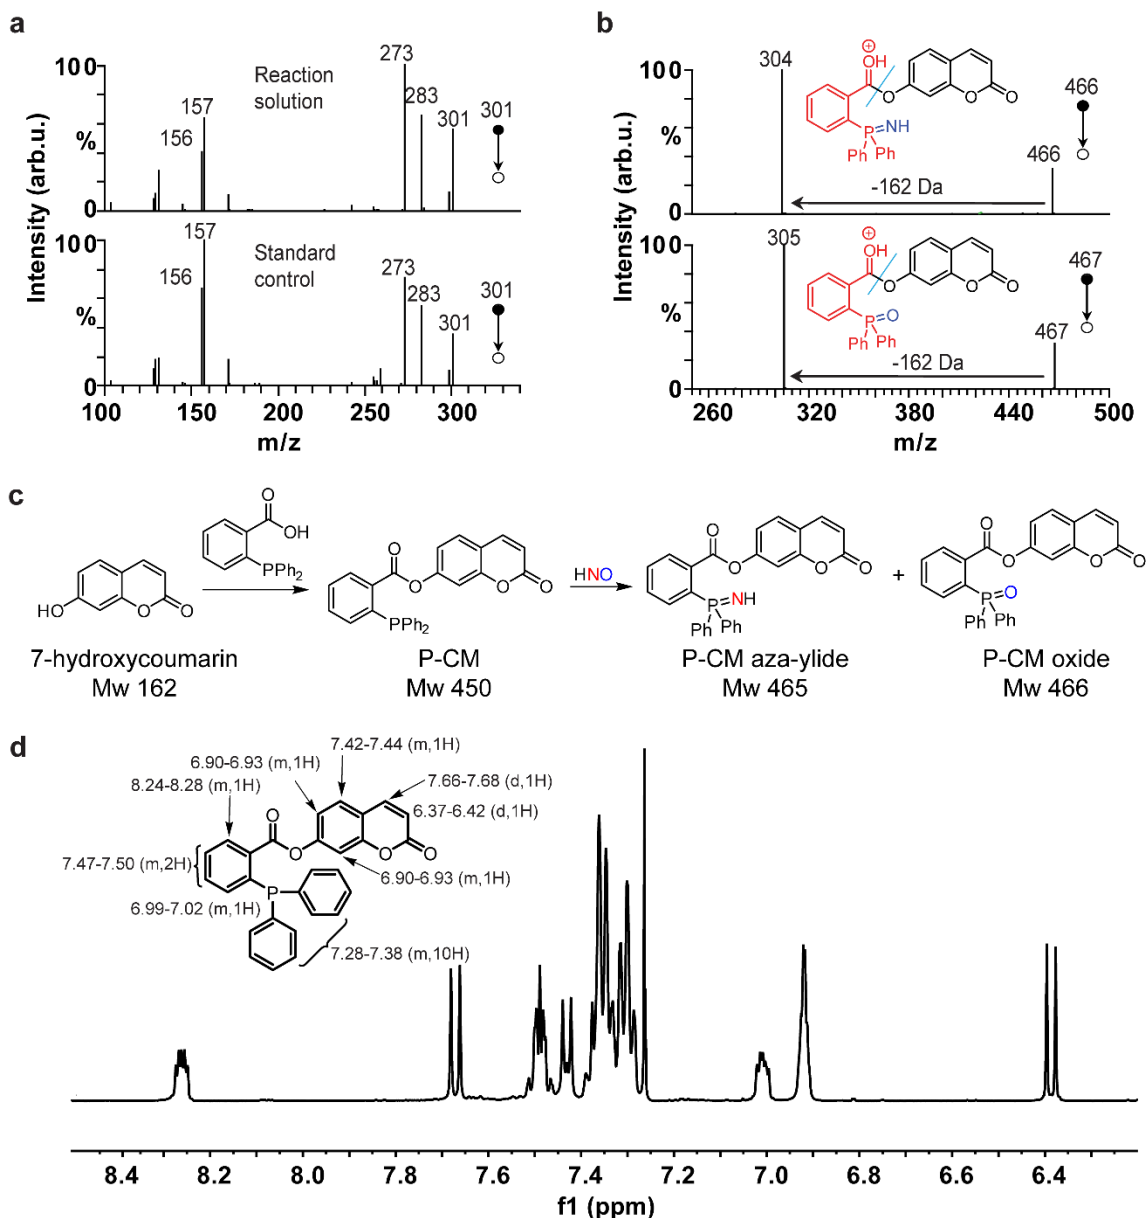 a
Intensity (arb.u.)
100
%
0
Reaction
solution
156
157
273
283
301
301
100
%
0
Standard
control
156
157
273
283
301
301
100
150
200
250
300
m/z
b
Intensity (arb.u.)
100
%
0
304
⊕
OH
O
O
O
P=NH
Ph
Ph
-162 Da
466
466
100
%
0
305
⊕
OH
O
O
O
P=O
Ph
Ph
-162 Da
467
467
260
320
380
440
500
m/z
c
HO
O
O
7-hydroxycoumarin
Mw 162
O
OH
PPh2
O
O
O
O
PPh2
P-CM
Mw 450
HNO
O
O
O
O
P=NH
Ph
Ph
P-CM aza-ylide
Mw 465
+
O
O
O
O
P=O
Ph
Ph
P-CM oxide
Mw 466
d
7.42-7.44 (m,1H)
6.90-6.93 (m,1H)
8.24-8.28 (m,1H)
7.66-7.68 (d,1H)
6.37-6.42 (d,1H)
O
O
O
O
7.47-7.50 (m,2H)
6.90-6.93 (m,1H)
P
6.99-7.02 (m,1H)
7.28-7.38 (m,10H)
8.4
8.2
8.0
7.8
7.6
7.4
7.2
7.0
6.8
6.6
6.4
f1 (ppm)